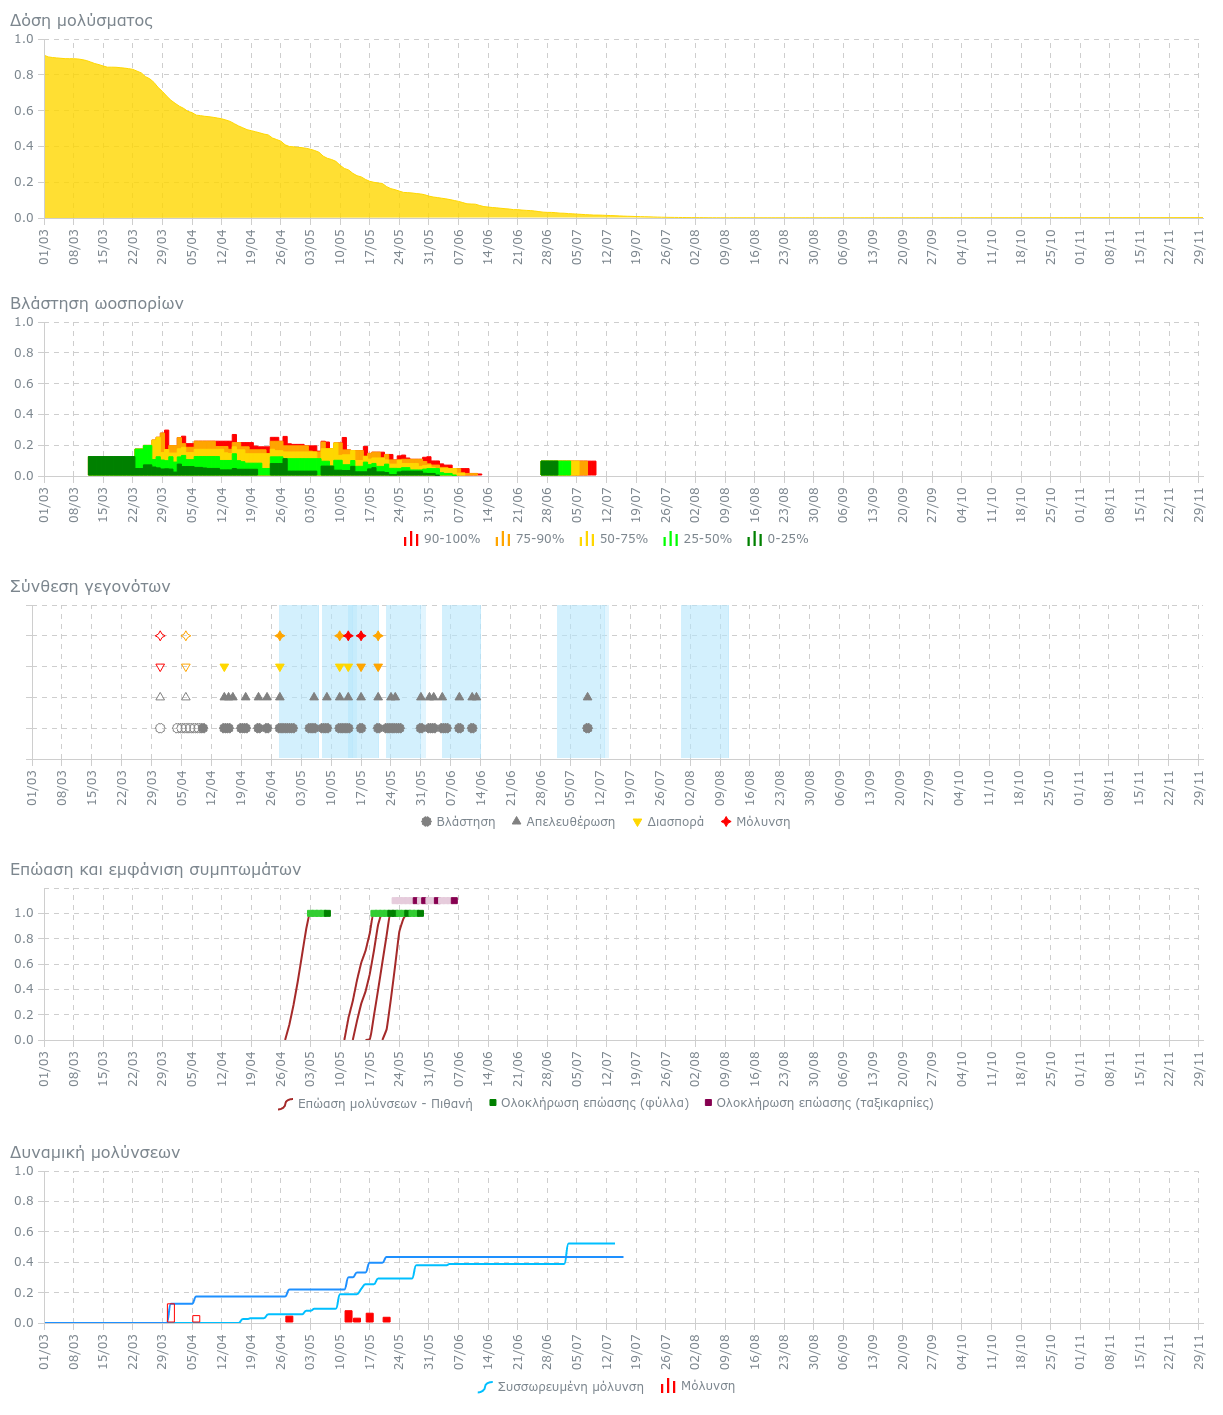 Δόση μολύσματος
1.0
0.8
0.6
0.4
0.2
0.0
01/03 08/03 15/03 22/03 29/03 05/04 12/04 19/04 26/04 03/05 10/05 17/05 24/05 31/05 07/06 14/06 21/06 28/06 05/07 12/07 19/07 26/07 02/08 09/08 16/08 23/08 30/08 06/09 13/09 20/09 27/09 04/10 11/10 18/10 25/10 01/11 08/11 15/11 22/11 29/11
Βλάστηση ωοσπορίων
1.0
0.8
0.6
0.4
0.2
0.0
01/03 08/03 15/03 22/03 29/03 05/04 12/04 19/04 26/04 03/05 10/05 17/05 24/05 31/05 07/06 14/06 21/06 28/06 05/07 12/07 19/07 26/07 02/08 09/08 16/08 23/08 30/08 06/09 13/09 20/09 27/09 04/10 11/10 18/10 25/10 01/11 08/11 15/11 22/11 29/11
90-100% 75-90% 50-75% 25-50% 0-25%
Σύνθεση γεγονότων
01/03 08/03 15/03 22/03 29/03 05/04 12/04 19/04 26/04 03/05 10/05 17/05 24/05 31/05 07/06 14/06 21/06 28/06 05/07 12/07 19/07 26/07 02/08 09/08 16/08 23/08 30/08 06/09 13/09 20/09 27/09 04/10 11/10 18/10 25/10 01/11 08/11 15/11 22/11 29/11
Βλάστηση Απελευθέρωση Διασπορά Μόλυνση
Επώαση και εμφάνιση συμπτωμάτων
1.0
0.8
0.6
0.4
0.2
0.0
01/03 08/03 15/03 22/03 29/03 05/04 12/04 19/04 26/04 03/05 10/05 17/05 24/05 31/05 07/06 14/06 21/06 28/06 05/07 12/07 19/07 26/07 02/08 09/08 16/08 23/08 30/08 06/09 13/09 20/09 27/09 04/10 11/10 18/10 25/10 01/11 08/11 15/11 22/11 29/11
Επώαση μολύνσεων - Πιθανή Ολοκλήρωση επώασης (φύλλα) Ολοκλήρωση επώασης (ταξικαρπίες)
Δυναμική μολύνσεων
1.0
0.8
0.6
0.4
0.2
0.0
01/03 08/03 15/03 22/03 29/03 05/04 12/04 19/04 26/04 03/05 10/05 17/05 24/05 31/05 07/06 14/06 21/06 28/06 05/07 12/07 19/07 26/07 02/08 09/08 16/08 23/08 30/08 06/09 13/09 20/09 27/09 04/10 11/10 18/10 25/10 01/11 08/11 15/11 22/11 29/11
Συσσωρευμένη μόλυνση Μόλυνση